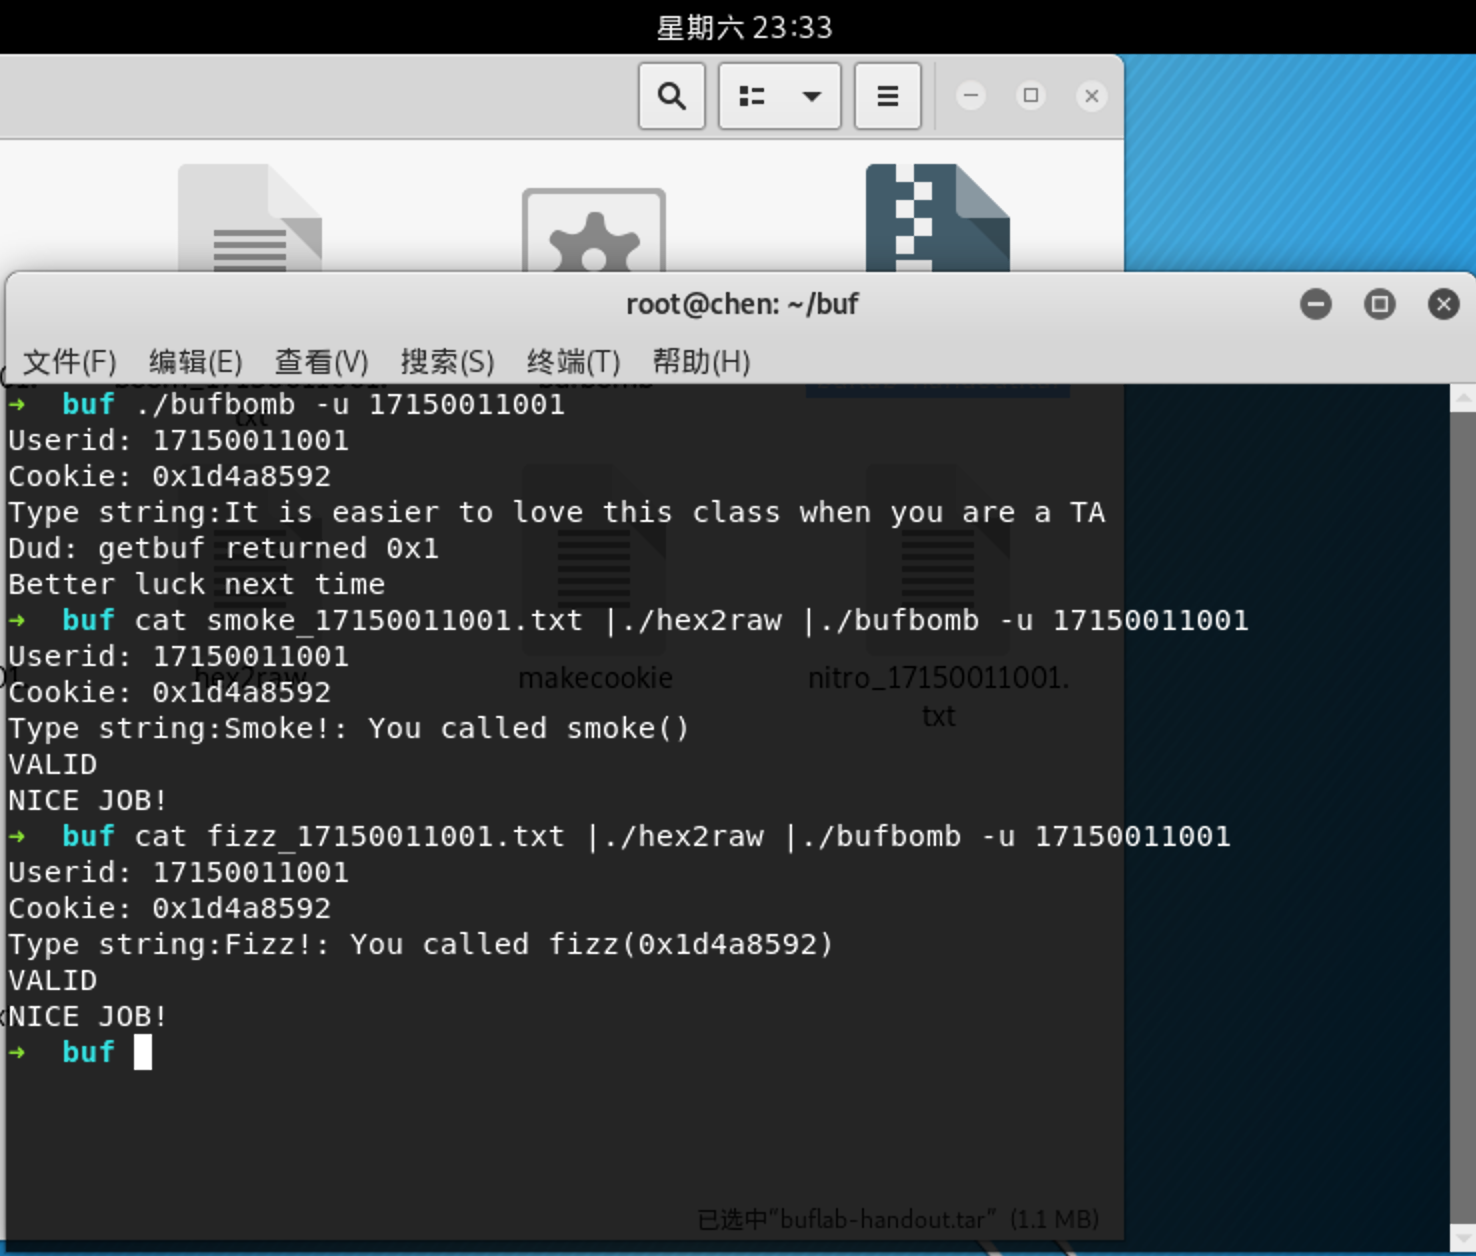 星期六 23:33
root@chen: ~/buf
文件(F) 编辑(E) 查看(V) 搜索(S) 终端(T) 帮助(H)
➜ buf ./bufbomb -u 17150011001
txt
Userid: 17150011001
Cookie: 0x1d4a8592
Type string:It is easier to love this class when you are a TA
Dud: getbuf returned 0x1
Better luck next time
➜ buf cat smoke_17150011001.txt |./hex2raw |./bufbomb -u 17150011001
Userid: 17150011001
hex2raw makecookie nitro_17150011001.
txt
Cookie: 0x1d4a8592
Type string:Smoke!: You called smoke()
VALID
NICE JOB!
➜ buf cat fizz_17150011001.txt |./hex2raw |./bufbomb -u 17150011001
Userid: 17150011001
Cookie: 0x1d4a8592
Type string:Fizz!: You called fizz(0x1d4a8592)
VALID
NICE JOB!
➜ buf
已选中"buflab-handout.tar" (1.1 MB)